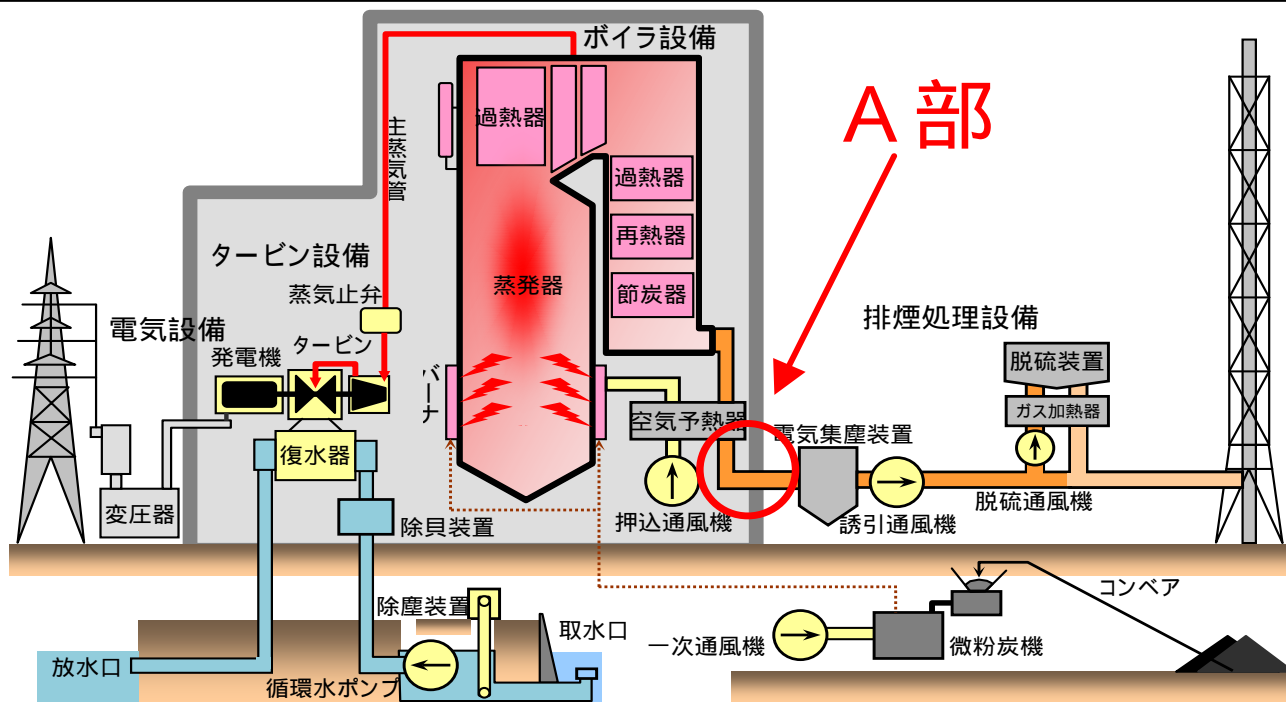 ボイラ設備
A 部
過熱器
主蒸気管
過熱器
再熱器
節炭器
蒸発器
タービン設備
蒸気止弁
電気設備
発電機
タービン
バーナ
排煙処理設備
脱硫装置
ガス加熱器
空気予熱器
電気集塵装置
復水器
押込通風機
誘引通風機
脱硫通風機
変圧器
除貝装置
コンベア
除塵装置
取水口
一次通風機
微粉炭機
放水口
循環水ポンプ